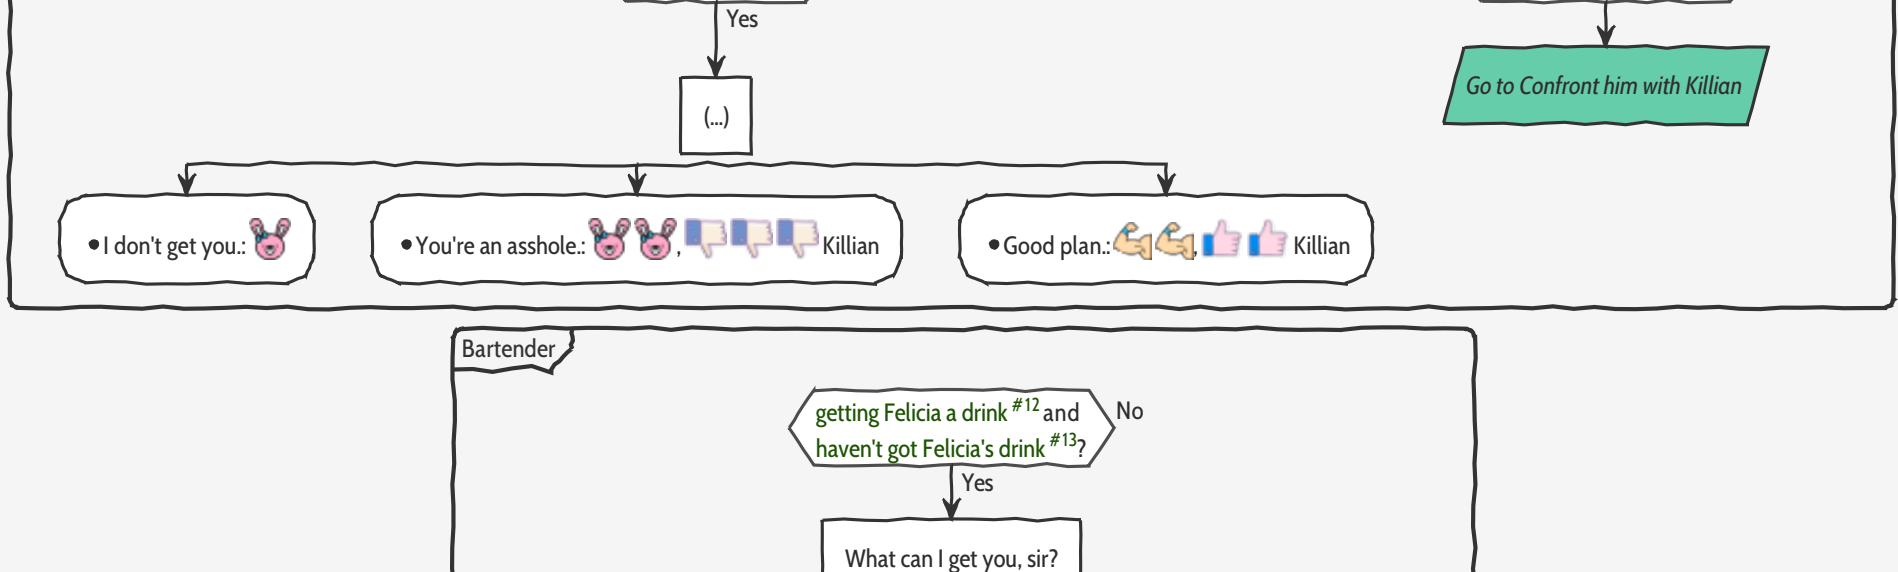 Yes
Go to Confront him with Killian
(...)
•I don't get you.:
•You're an asshole.: , Killian
•Good plan.: , Killian
Bartender
getting Felicia a drink #12 and
haven't got Felicia's drink #13?
No
Yes
What can I get you, sir?